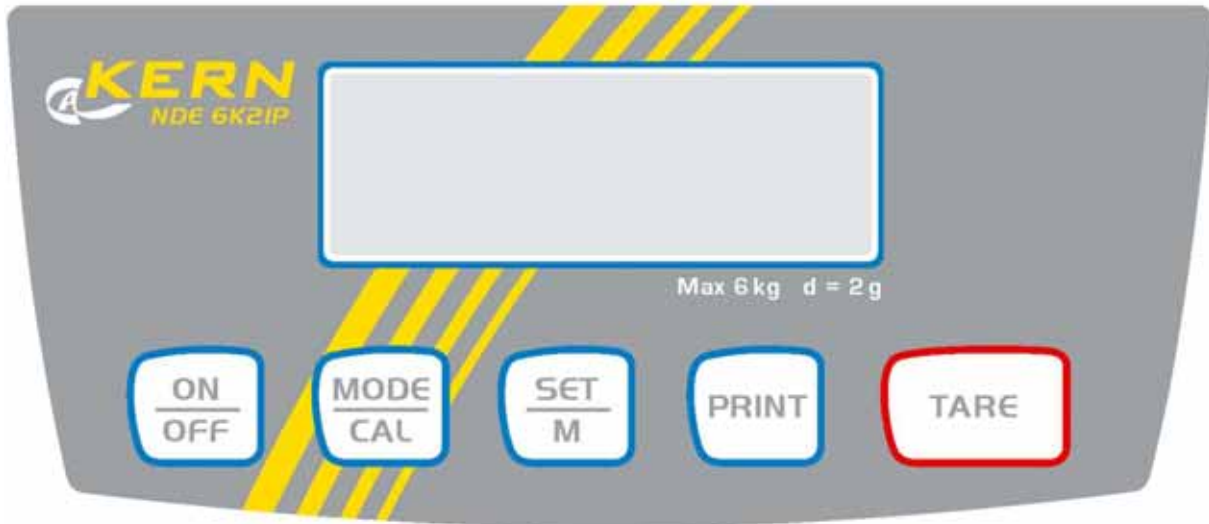 KERN
NDE 6K2IP
Max 6kg d = 2g
ON
OFF
MODE
CAL
SET
M
PRINT
TARE